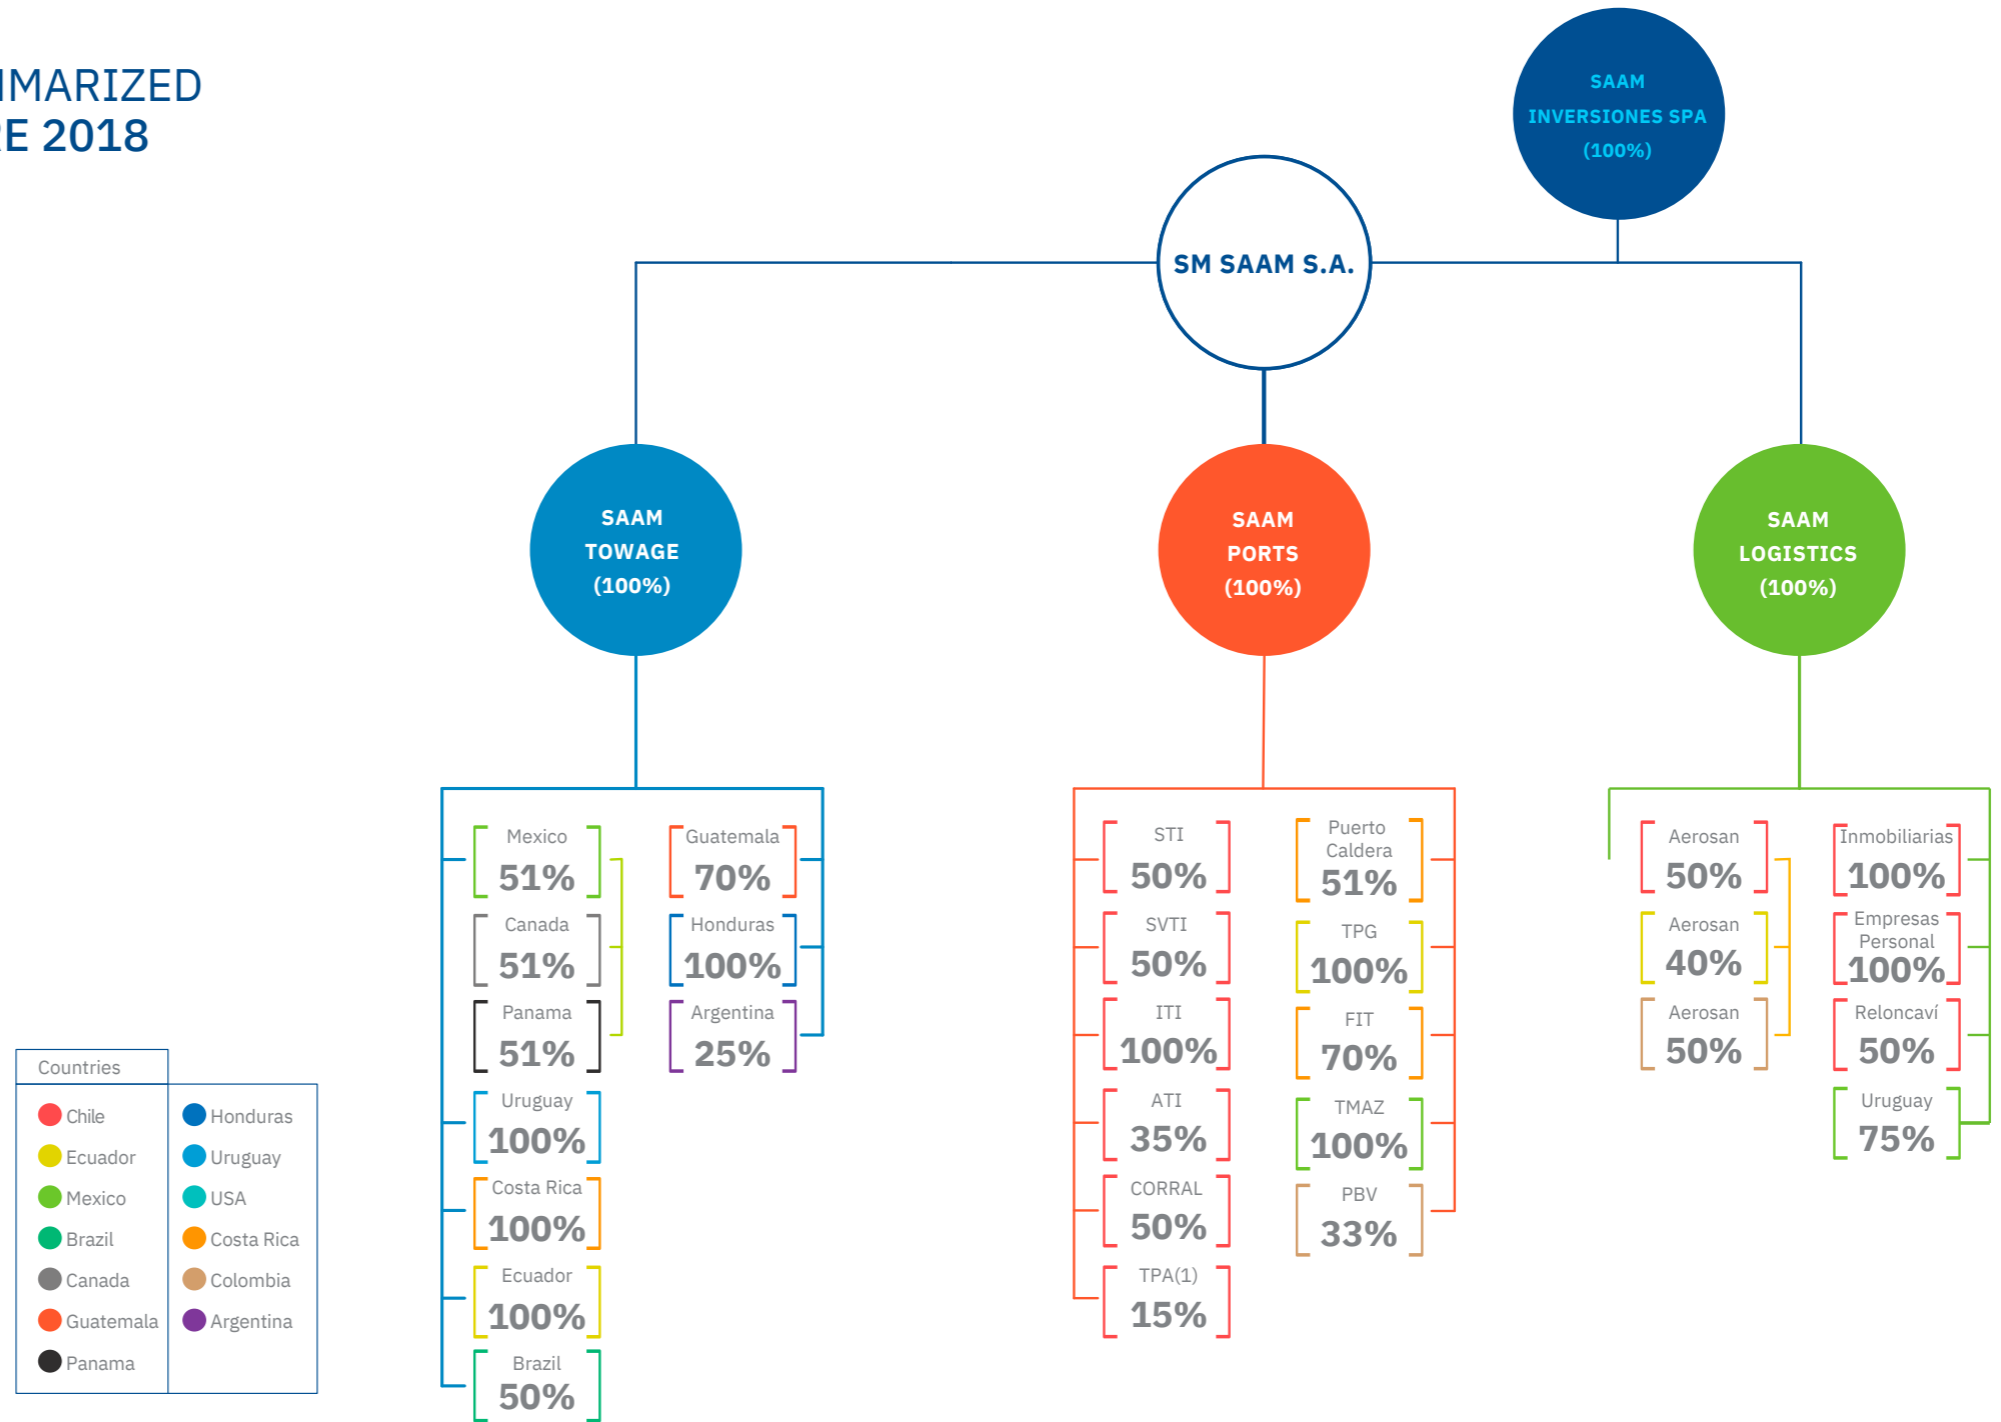 MARIZED
RE 2018
SAAM
INVERSIONES SPA
(100%)
SM SAAM S.A.
SAAM
TOWAGE
(100%)
SAAM
PORTS
(100%)
SAAM
LOGISTICS
(100%)
Mexico
51%
Canada
51%
Panama
51%
Uruguay
100%
Costa Rica
100%
Ecuador
100%
Brazil
50%
Guatemala
70%
Honduras
100%
Argentina
25%
STI
50%
SVTI
50%
ITI
100%
ATI
35%
CORRAL
50%
TPA(1)
15%
Puerto
Caldera
51%
TPG
100%
FIT
70%
TMAZ
100%
PBV
33%
Aerosan
50%
Aerosan
40%
Aerosan
50%
Inmobiliarias
100%
Empresas
Personal
100%
Reloncaví
50%
Uruguay
75%
Countries
Chile
Ecuador
Mexico
Brazil
Canada
Guatemala
Panama
Honduras
Uruguay
USA
Costa Rica
Colombia
Argentina